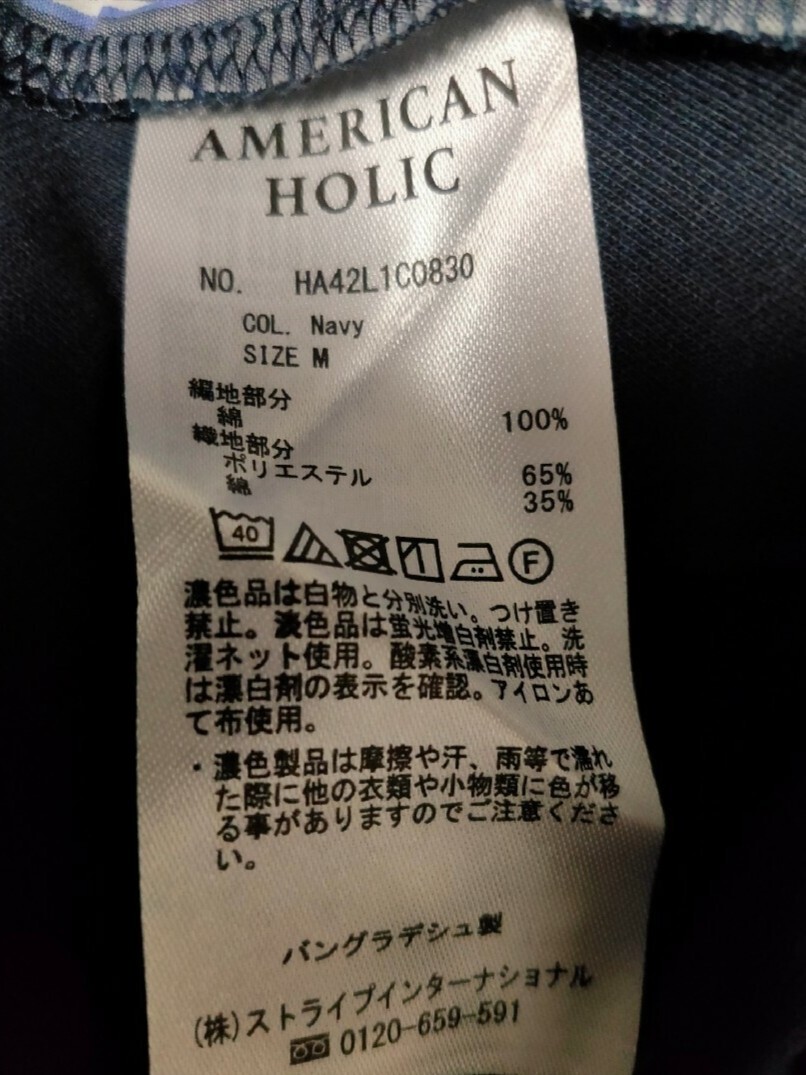 AMERICAN
HOLIC
NO. HA42L1C0830
COL. Navy
SIZE M
編地部分
綿 100%
織地部分
ポリエステル 65%
綿 35%
40 F
濃色品は白物と分別洗い。つけ置き
禁止。淡色品は蛍光増白剤禁止。洗
濯ネット使用。酸素系漂白剤使用時
は漂白剤の表示を確認。アイロンあ
て布使用。
・濃色製品は摩擦や汗、雨等で濡れ
た際に他の衣類や小物類に色が移
る事がありますのでご注意くださ
い。
バングラデシュ製
(株)ストライプインターナショナル
0120-659-591